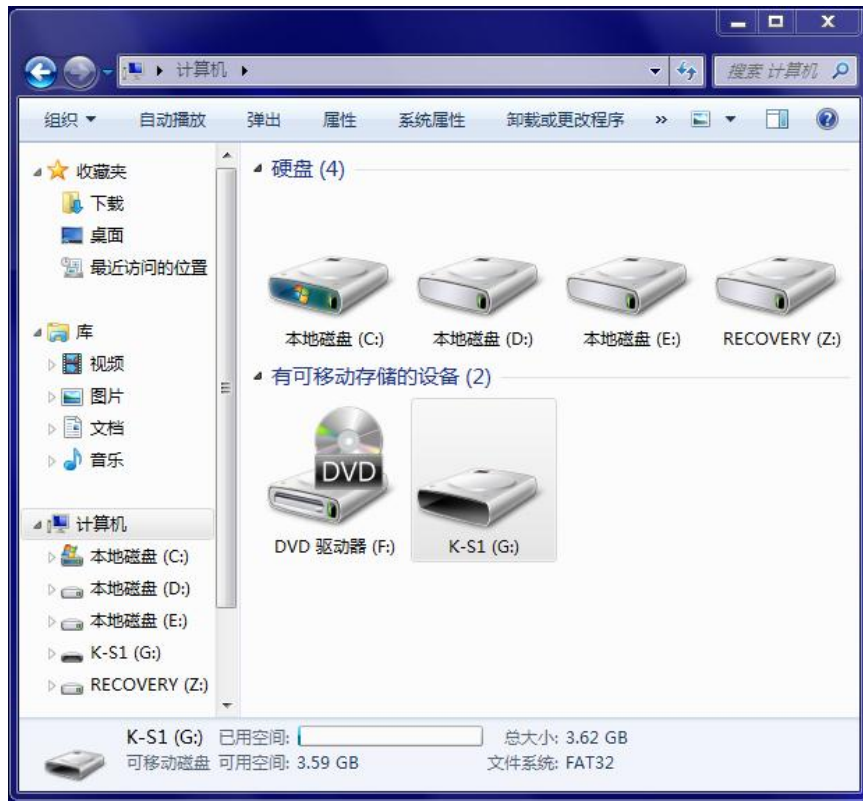 计算机
搜索 计算机
组织 自动播放 弹出 属性 系统属性 卸载或更改程序 »
收藏夹
下载
桌面
最近访问的位置
库
视频
图片
文档
音乐
计算机
本地磁盘 (C:)
本地磁盘 (D:)
本地磁盘 (E:)
K-S1 (G:)
RECOVERY (Z:)
硬盘 (4)
本地磁盘 (C:) 本地磁盘 (D:) 本地磁盘 (E:) RECOVERY (Z:)
有可移动存储的设备 (2)
DVD
DVD 驱动器 (F:) K-S1 (G:)
K-S1 (G:) 已用空间: 总大小: 3.62 GB
可移动磁盘 可用空间: 3.59 GB 文件系统: FAT32